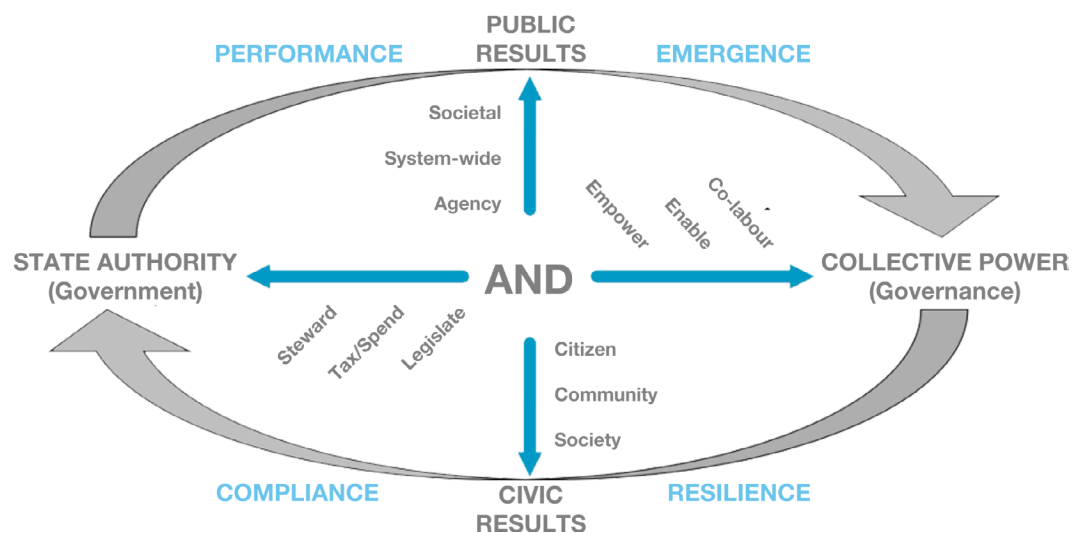 PUBLIC
RESULTS
PERFORMANCE
EMERGENCE
Societal
System-wide
Agency
Empower
Enable
Co-labour
STATE AUTHORITY
(Government)
AND
COLLECTIVE POWER
(Governance)
Steward
Tax/Spend
Legislate
Citizen
Community
Society
COMPLIANCE
CIVIC
RESULTS
RESILIENCE